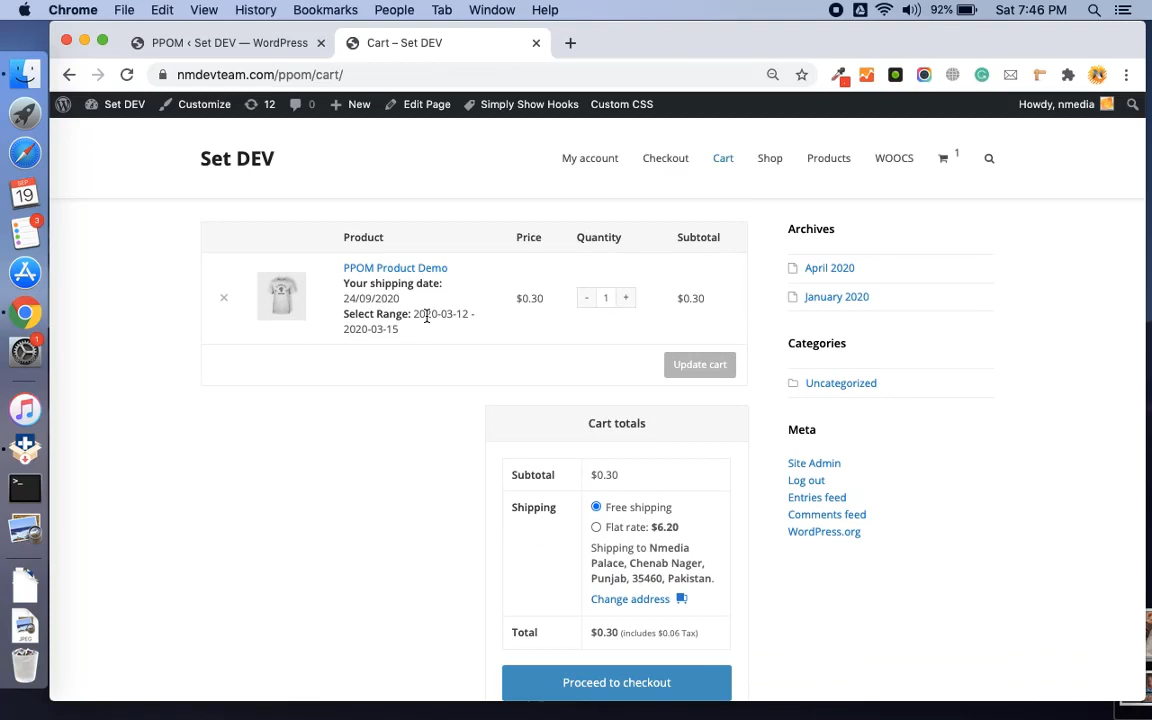 Chrome File Edit View History Bookmarks People Tab Window Help 92% Sat 7:46 PM
PPOM ‹ Set DEV — WordPress Cart – Set DEV
nmdevteam.com/ppom/cart/
Set DEV Customize 12 0 New Edit Page Simply Show Hooks Custom CSS Howdy, nmedia
Set DEV
My account Checkout Cart Shop Products WOOCS 1
Product Price Quantity Subtotal
PPOM Product Demo
Your shipping date:
24/09/2020
Select Range: 2020-03-12 -
2020-03-15
$0.30 - 1 + $0.30
Update cart
Cart totals
Subtotal $0.30
Shipping Free shipping
Flat rate: $6.20
Shipping to Nmedia
Palace, Chenab Nager,
Punjab, 35460, Pakistan.
Change address
Total $0.30 (includes $0.06 Tax)
Proceed to checkout
Archives
April 2020
January 2020
Categories
Uncategorized
Meta
Site Admin
Log out
Entries feed
Comments feed
WordPress.org
SEP
19
3
1
JPEG